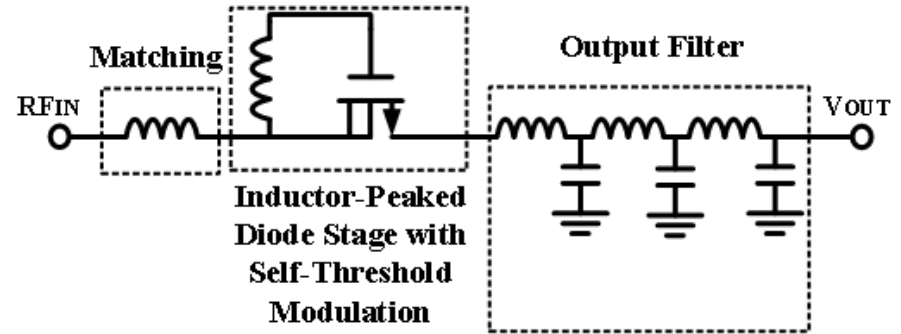 Matching
Output Filter
RFIN
VOUT
Inductor-Peaked
Diode Stage with
Self-Threshold
Modulation